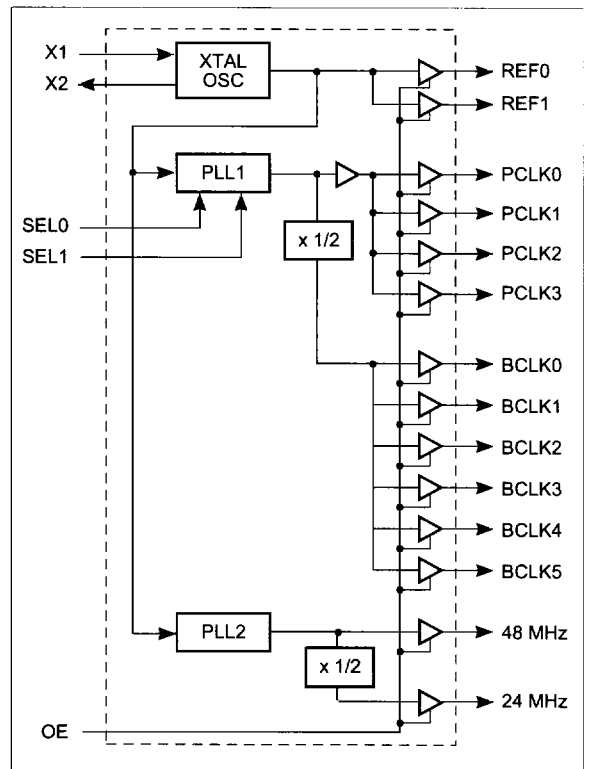 X1
X2
XTAL
OSC
REF0
REF1
PLL1
SEL0
SEL1
x 1/2
PCLK0
PCLK1
PCLK2
PCLK3
BCLK0
BCLK1
BCLK2
BCLK3
BCLK4
BCLK5
PLL2
48 MHz
x 1/2
24 MHz
OE